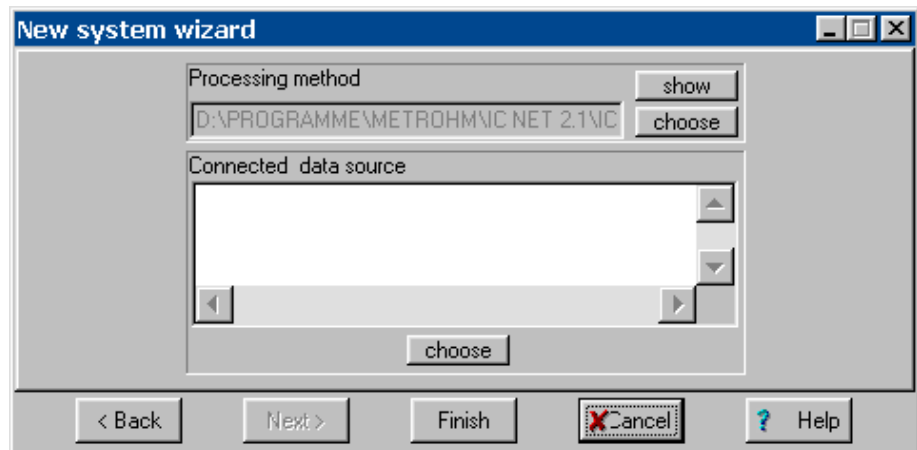 New system wizard
Processing method
show
D:\PROGRAMME\METROHM\IC NET 2.1\IC
choose
Connected data source
choose
< Back
Next >
Finish
Cancel
? Help